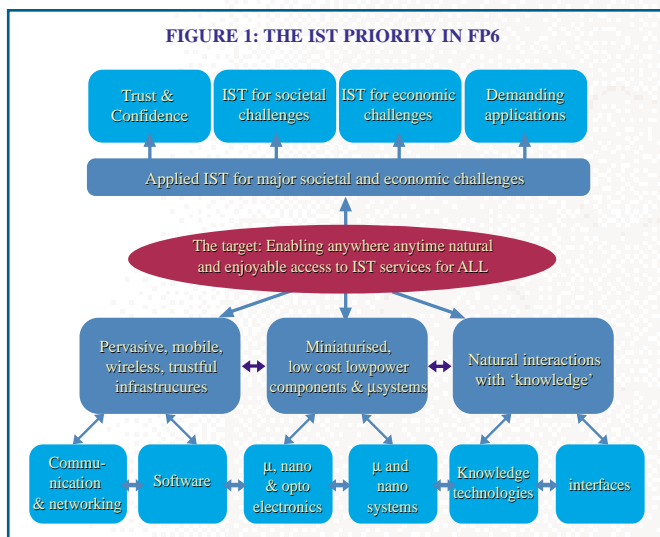 FIGURE 1: THE IST PRIORITY IN FP6
Trust &
Confidence
IST for societal
challenges
IST for economic
challenges
Demanding
applications
Applied IST for major societal and economic challenges
The target: Enabling anywhere anytime natural
and enjoyable access to IST services for ALL
Pervasive, mobile,
wireless, trustful
infrastrucures
Miniaturised,
low cost lowpower
components & µsystems
Natural interactions
with ‘knowledge’
Commu-
nication
& networking
Software
µ, nano
& opto
electronics
µ and
nano
systems
Knowledge
technologies
interfaces